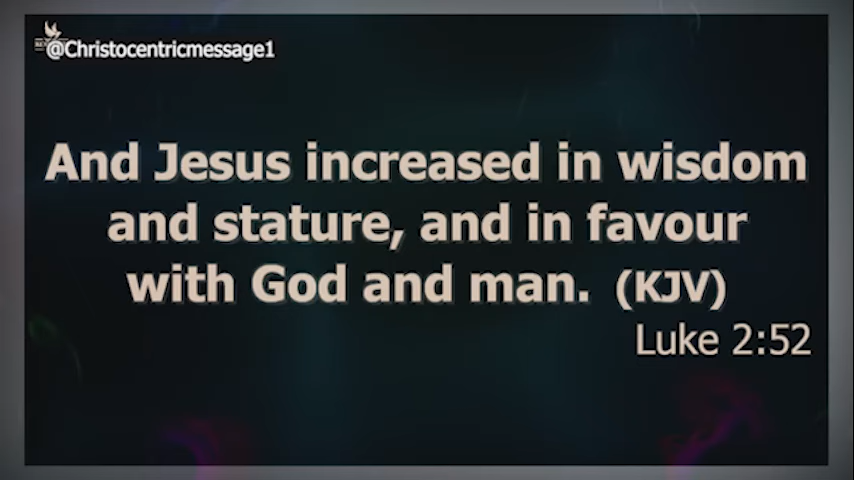 @Christocentricmessage1
And Jesus increased in wisdom
and stature, and in favour
with God and man. (KJV)
Luke 2:52